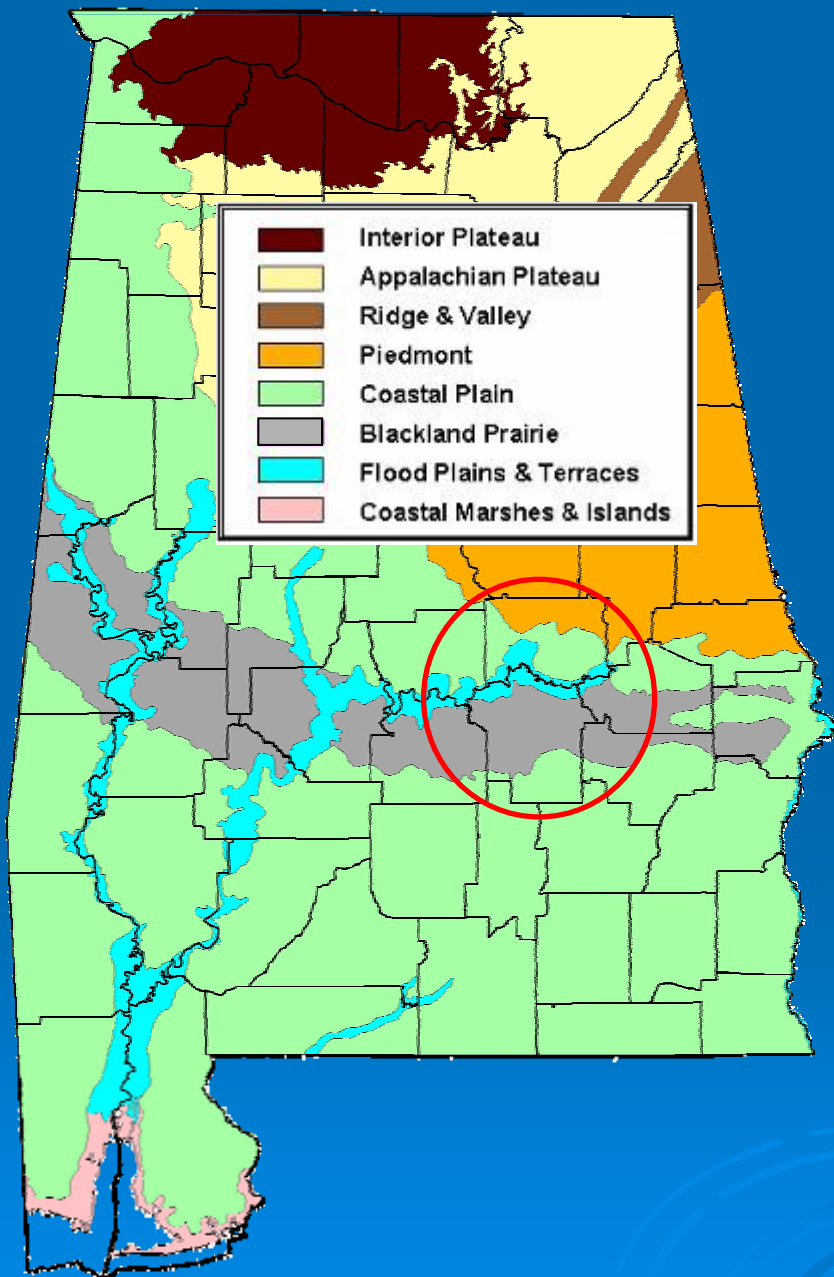 Interior Plateau
Appalachian Plateau
Ridge & Valley
Piedmont
Coastal Plain
Blackland Prairie
Flood Plains & Terraces
Coastal Marshes & Islands